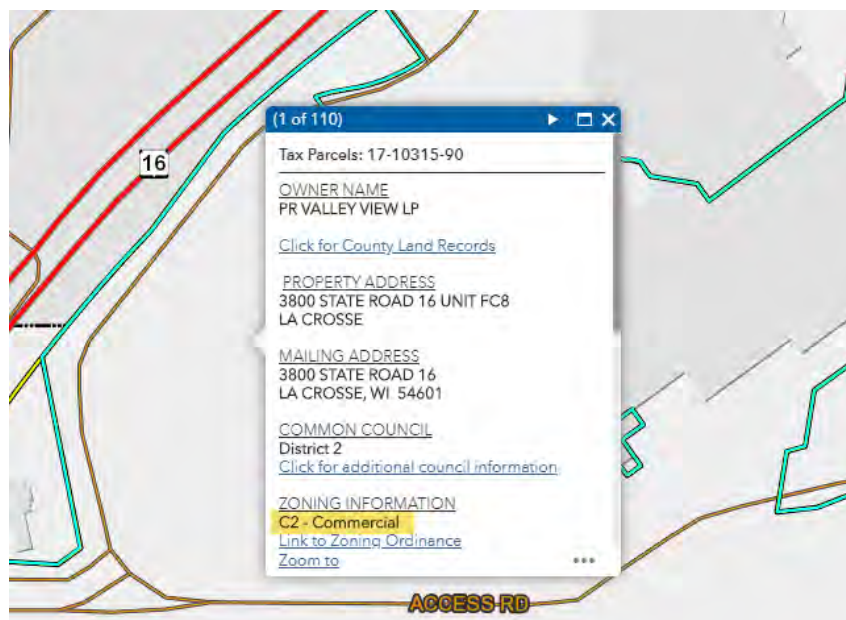 (1 of 110)
Tax Parcels: 17-10315-90
16
OWNER NAME
PR VALLEY VIEW LP
Click for County Land Records
PROPERTY ADDRESS
3800 STATE ROAD 16 UNIT FC8
LA CROSSE
MAILING ADDRESS
3800 STATE ROAD 16
LA CROSSE, WI 54601
COMMON COUNCIL
District 2
Click for additional council information
ZONING INFORMATION
C2 - Commercial
Link to Zoning Ordinance
Zoom to
ACCESS RD